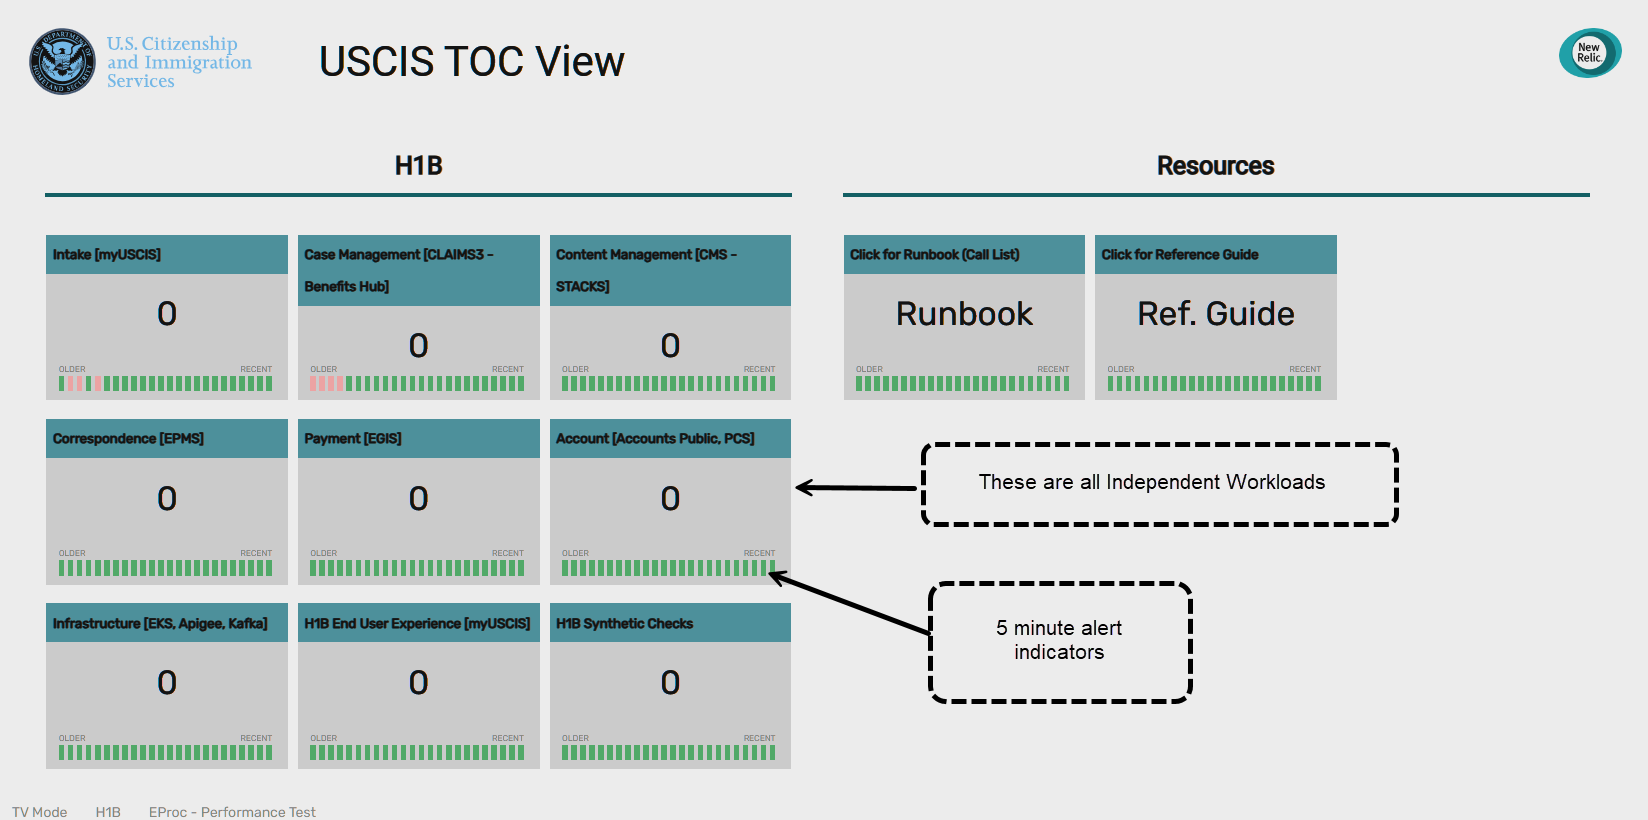 U.S. Citizenship
and Immigration
Services
USCIS TOC View
New
Relic.
H1B
Resources
Intake [myUSCIS]
0
OLDER RECENT
Case Management [CLAIMS3 -
Benefits Hub]
0
OLDER RECENT
Content Management [CMS -
STACKS]
0
OLDER RECENT
Click for Runbook (Call List)
Runbook
OLDER RECENT
Click for Reference Guide
Ref. Guide
OLDER RECENT
Correspondence [EPMS]
0
OLDER RECENT
Payment [EGIS]
0
OLDER RECENT
Account [Accounts Public, PCS]
0
OLDER RECENT
These are all Independent Workloads
5 minute alert
indicators
Infrastructure [EKS, Apigee, Kafka]
0
OLDER RECENT
H1B End User Experience [myUSCIS]
0
OLDER RECENT
H1B Synthetic Checks
0
OLDER RECENT
TV Mode H1B EProc - Performance Test